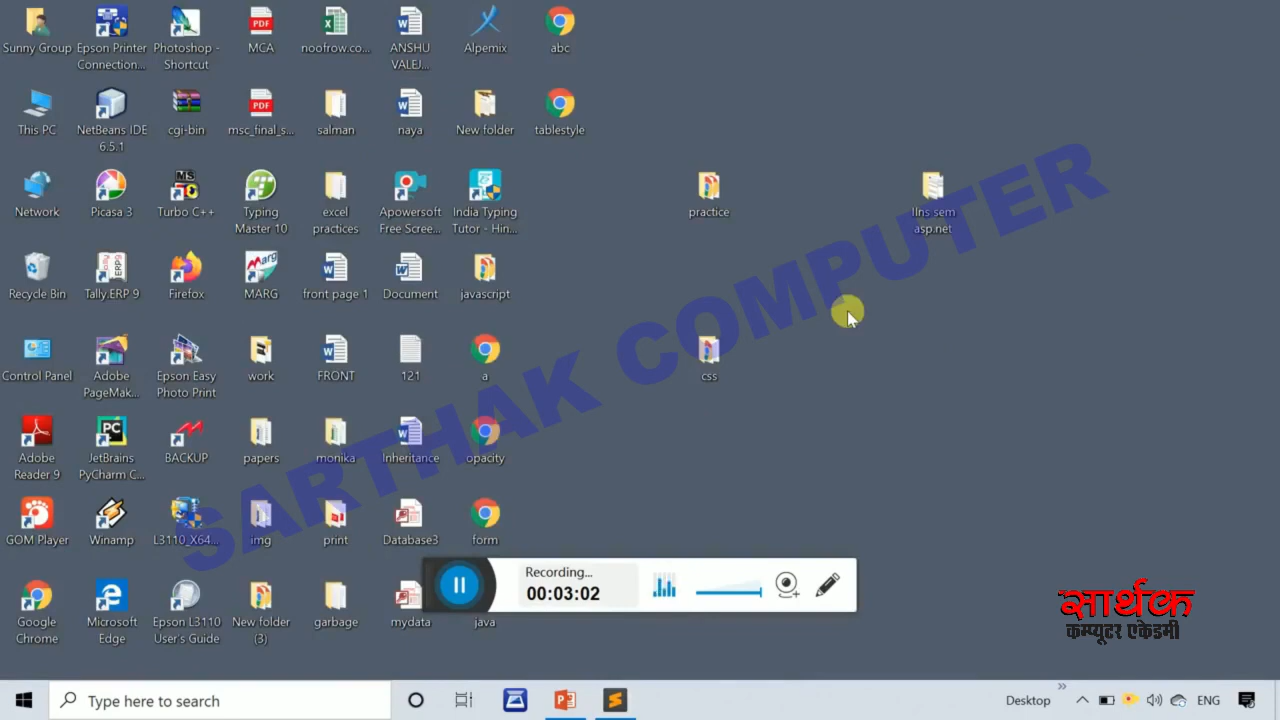 Sunny Group
Epson Printer
Connection...
Photoshop -
Shortcut
MCA
noofrow.co...
ANSHU
VALEJ...
Alpemix
abc
This PC
NetBeans IDE
6.5.1
cgi-bin
msc_final_s...
salman
naya
New folder
tablestyle
Network
Picasa 3
Turbo C++
Typing
Master 10
excel
practices
Apowersoft
Free Scree...
India Typing
Tutor - Hin...
practice
IIns sem
asp.net
Recycle Bin
Tally.ERP 9
Firefox
MARG
front page 1
Document
javascript
Control Panel
Adobe
PageMak...
Epson Easy
Photo Print
work
FRONT
121
a
css
Adobe
Reader 9
JetBrains
PyCharm C...
BACKUP
papers
monika
Inheritance
opacity
GOM Player
Winamp
L3110_X64...
img
print
Database3
form
Google
Chrome
Microsoft
Edge
Epson L3110
User's Guide
New folder
(3)
garbage
mydata
java
SARTHAK COMPUTER
Recording...
00:03:02
सार्थक
कम्प्यूटर एकेडमी
Type here to search
Desktop
ENG